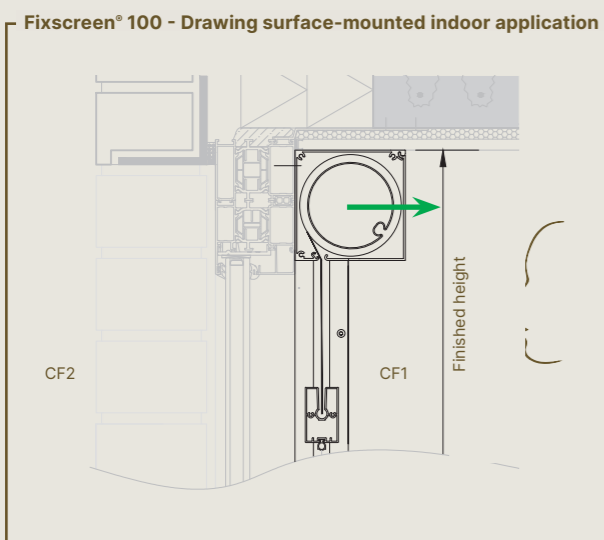 Fixscreen® 100 - Drawing surface-mounted indoor application
Finished height
CF2
CF1